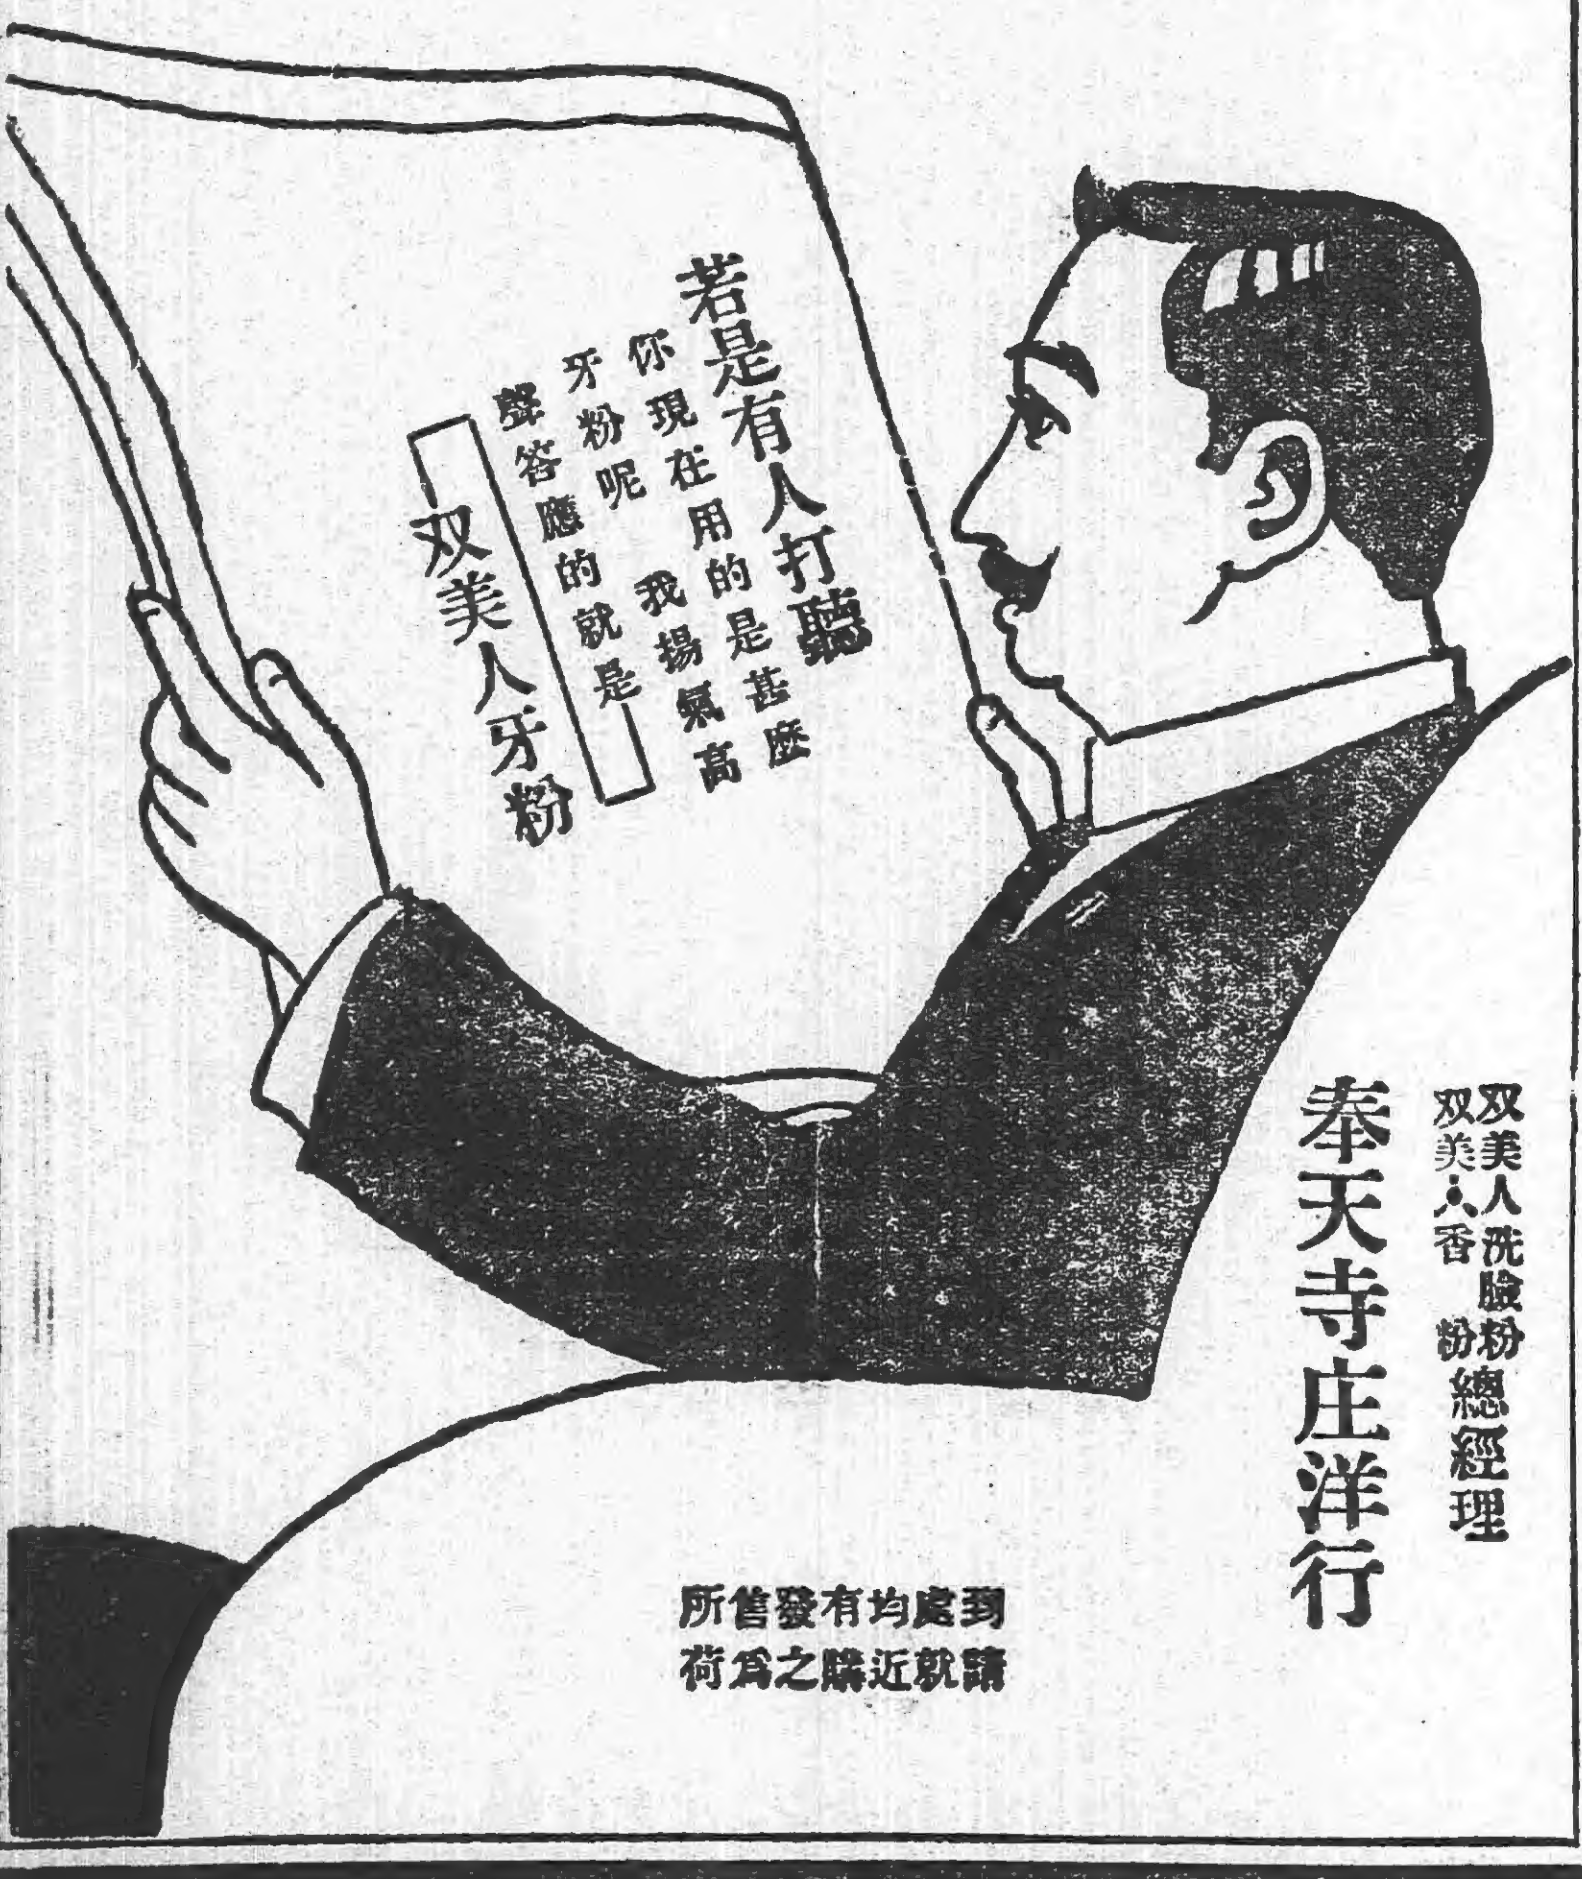 若是有人打聽
你現在用的是甚麽
牙粉呢 我揚氣高
聲答應的就是
双美人牙粉
双美人洗臉粉
双美人香 粉
總經理
奉天寺庄洋行
到處均有發售所
請就近購之爲荷